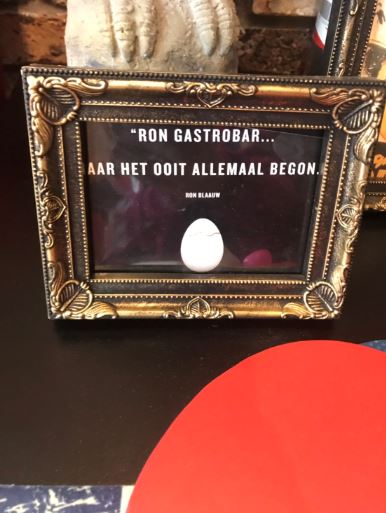 “RON GASTROBAR...
AAR HET OOIT ALLEMAAL BEGON.
RON BLAAUW